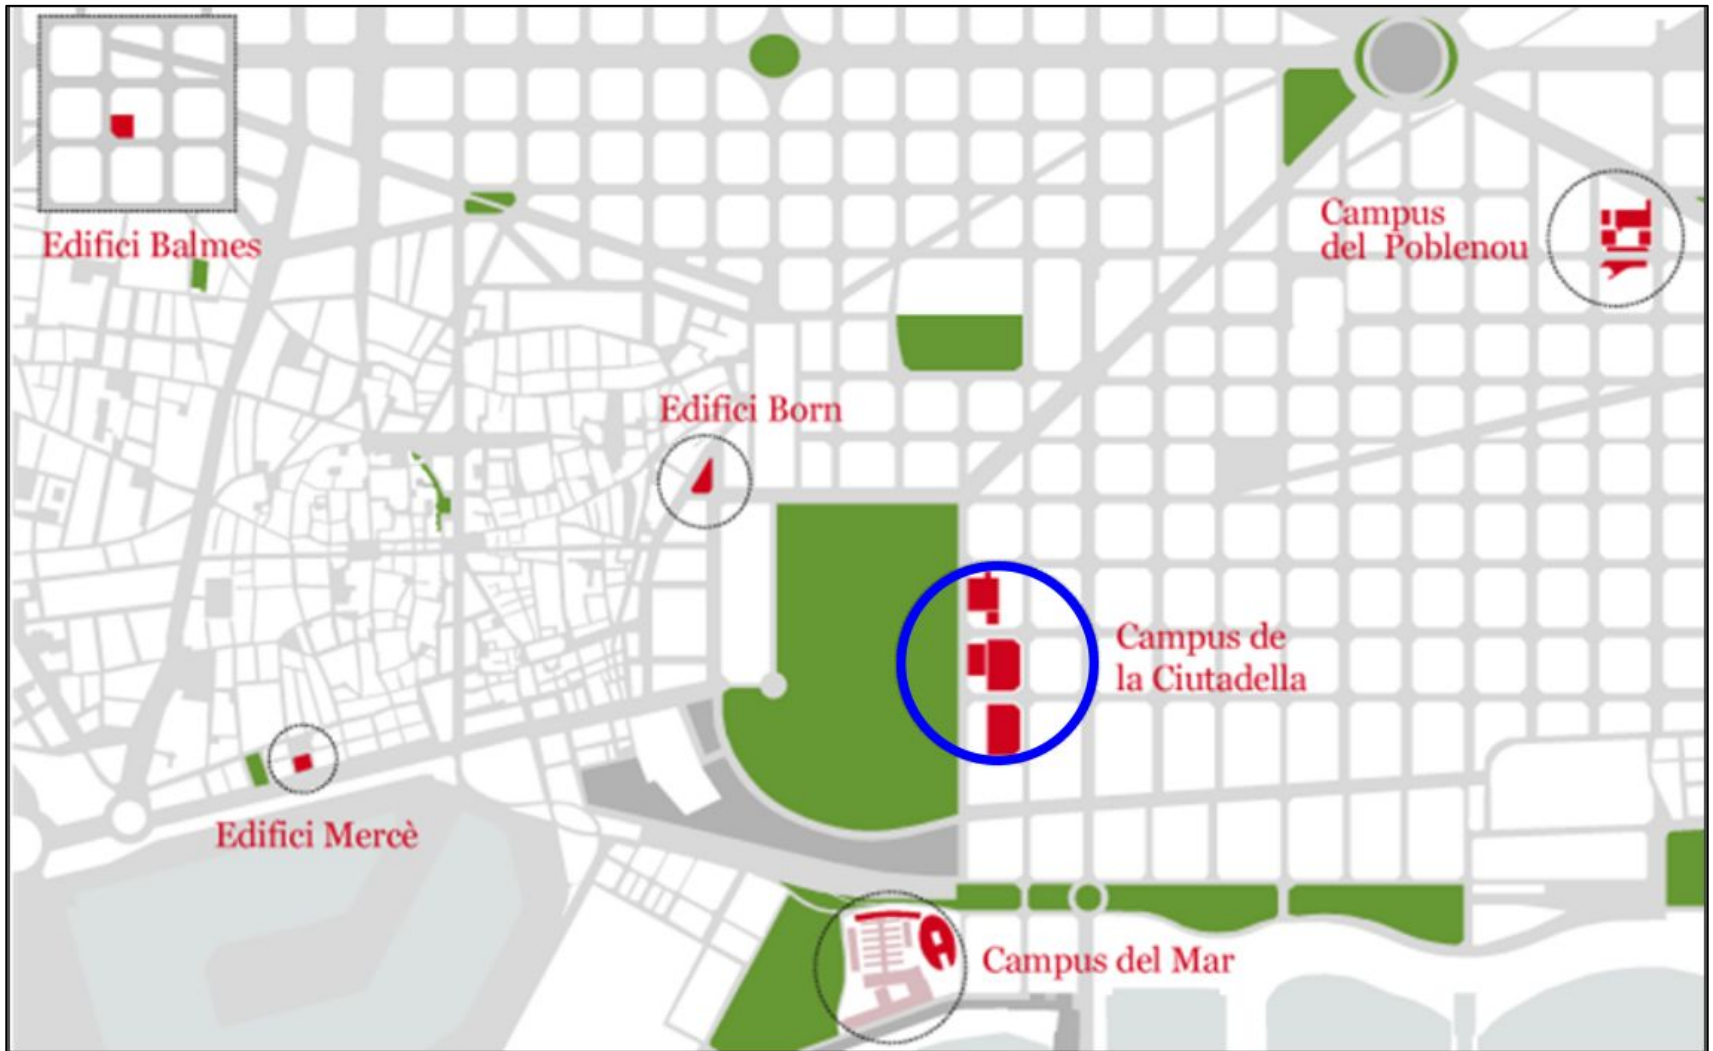 Edifici Balmes
Campus
del Poblenou
Edifici Born
Campus de
la Ciutadella
Edifici Mercè
Campus del Mar